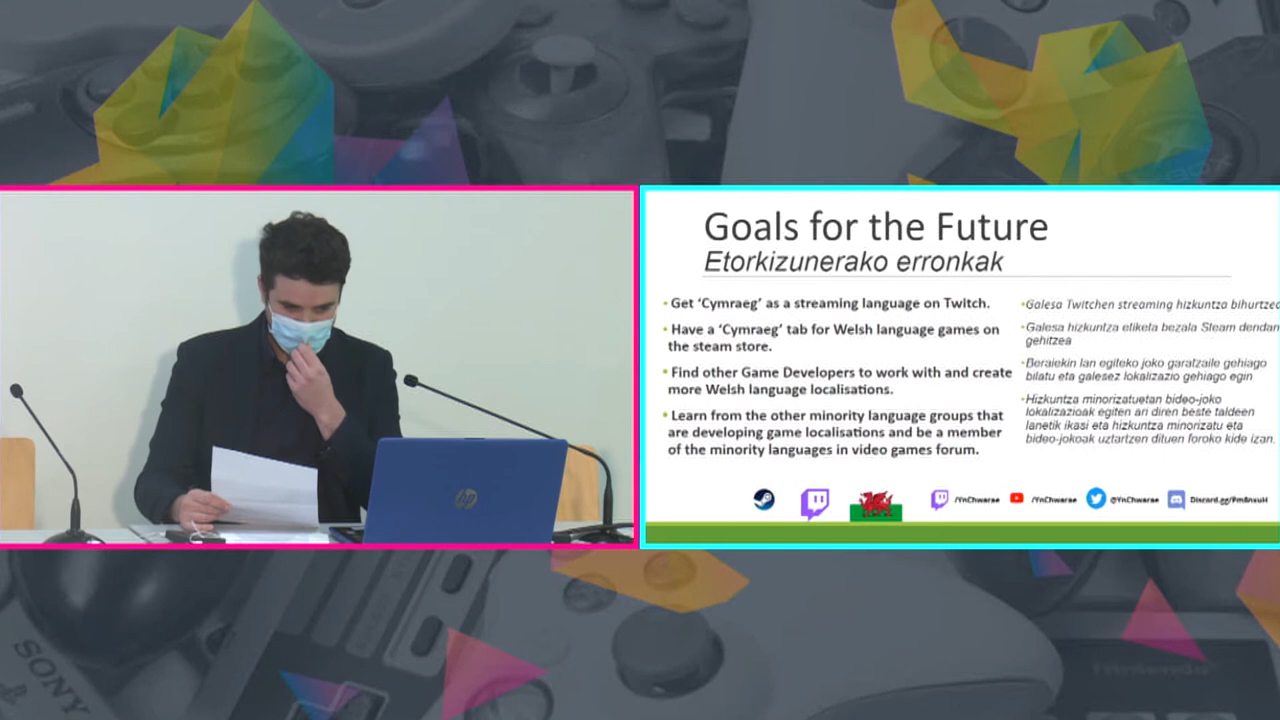 Goals for the Future
Etorkizunerako erronkak
Get ‘Cymraeg’ as a streaming language on Twitch.
Have a ‘Cymraeg’ tab for Welsh language games on
the steam store.
Find other Game Developers to work with and create
more Welsh language localisations.
Learn from the other minority language groups that
are developing game localisations and be a member
of the minority languages in video games forum.
Galesa Twitchen streaming hizkuntza bihurtzea
Galesa hizkuntza etiketa bezala Steam dendan
gehitzea
Beraiekin lan egiteko joko garatzaile gehiago
bilatu eta galesez lokalizazio gehiago egin
Hizkuntza minorizatuetan bideo-joko
lokalizazioak egiten ari diren beste taldeen
lanetik ikasi eta hizkuntza minorizatu eta
bideo-jokoak uztartzen dituen foroko kide izan.
/YnChwarae
/YnChwarae
@YnChwarae
hp
SONY